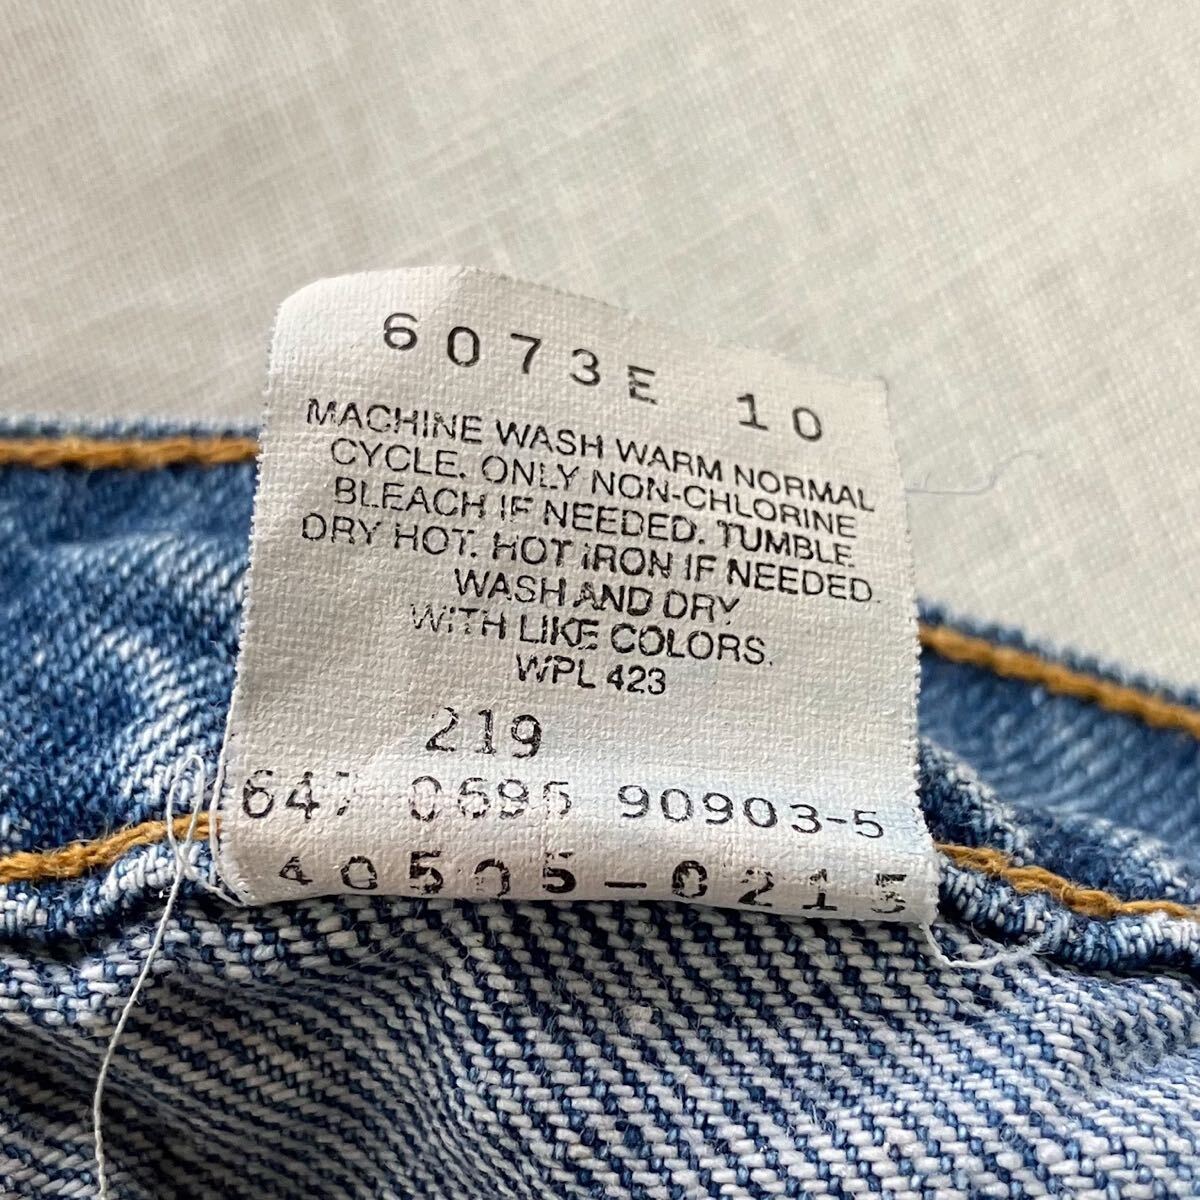 6073E 10
MACHINE WASH WARM NORMAL
CYCLE. ONLY NON-CHLORINE
BLEACH IF NEEDED. TUMBLE
DRY HOT. HOT IRON IF NEEDED.
WASH AND DRY
WITH LIKE COLORS.
WPL 423
219
647 0695 90903-5
40505-0215